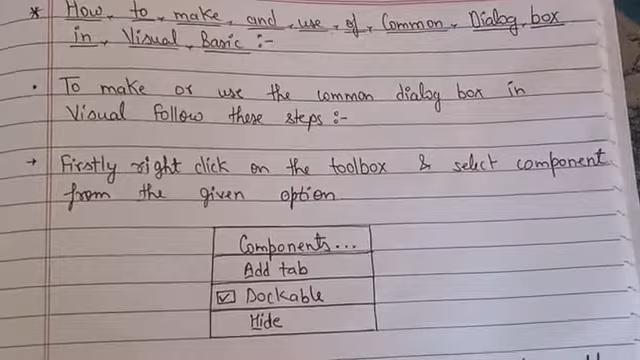 * How to make and use of Common Dialog box
in Visual Basic :-
• To make or use the common dialog box in
Visual follow these steps :-
→ Firstly right click on the toolbox & select component
from the given option
Components...
Add tab
☑ Dockable
Hide